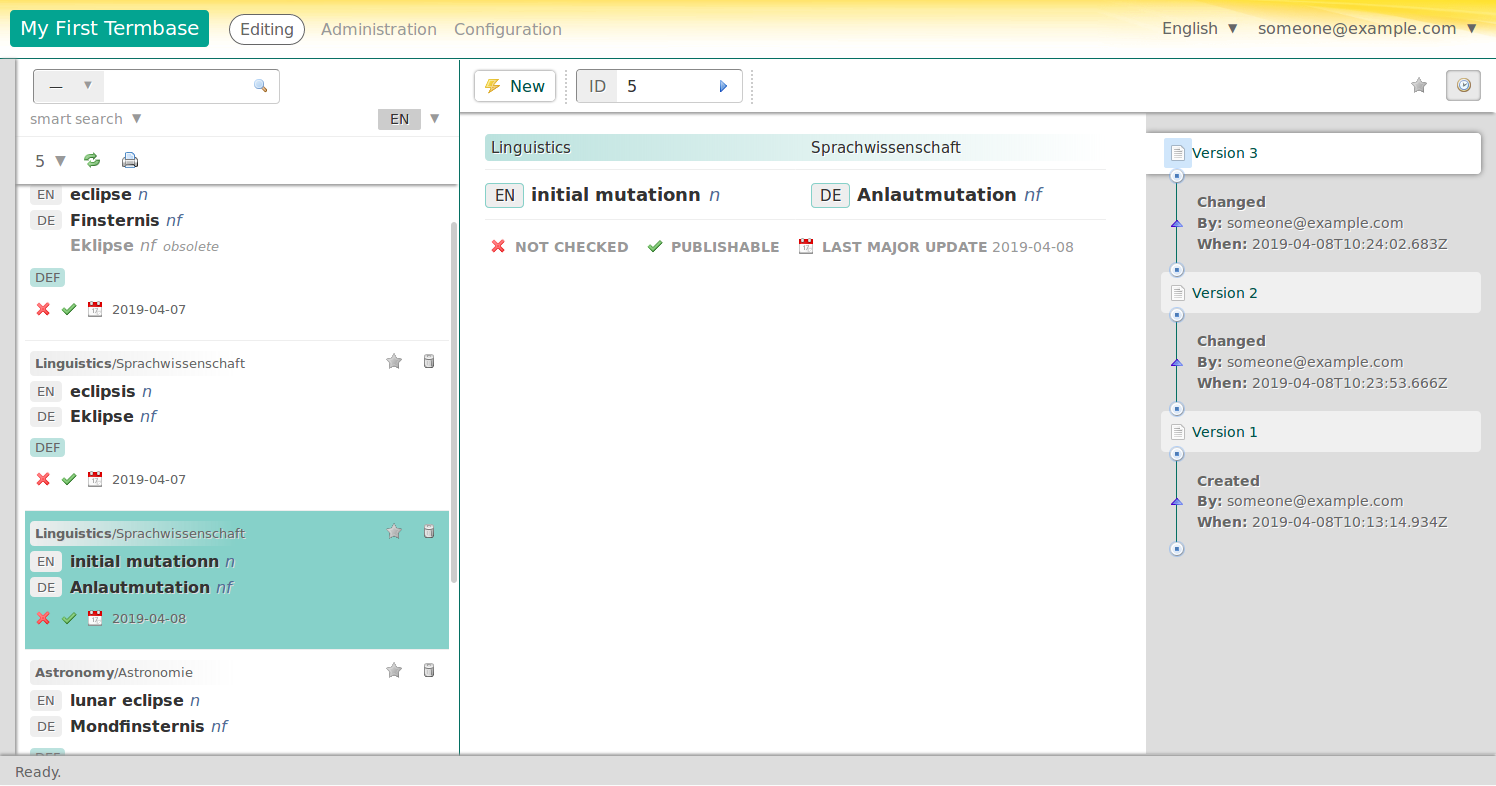 My First Termbase Editing Administration Configuration English ▼ someone@example.com ▼
— ▼
smart search ▼ EN ▼
5 ▼
EN eclipse n
DE Finsternis nf
Eklipse nf obsolete
DEF
2019-04-07
Linguistics/Sprachwissenschaft
EN eclipsis n
DE Eklipse nf
DEF
2019-04-07
Linguistics/Sprachwissenschaft
EN initial mutationn n
DE Anlautmutation nf
2019-04-08
Astronomy/Astronomie
EN lunar eclipse n
DE Mondfinsternis nf
DEF
New ID 5
Linguistics Sprachwissenschaft
EN initial mutationn n DE Anlautmutation nf
NOT CHECKED PUBLISHABLE LAST MAJOR UPDATE 2019-04-08
Version 3
Changed
By: someone@example.com
When: 2019-04-08T10:24:02.683Z
Version 2
Changed
By: someone@example.com
When: 2019-04-08T10:23:53.666Z
Version 1
Created
By: someone@example.com
When: 2019-04-08T10:13:14.934Z
Ready.